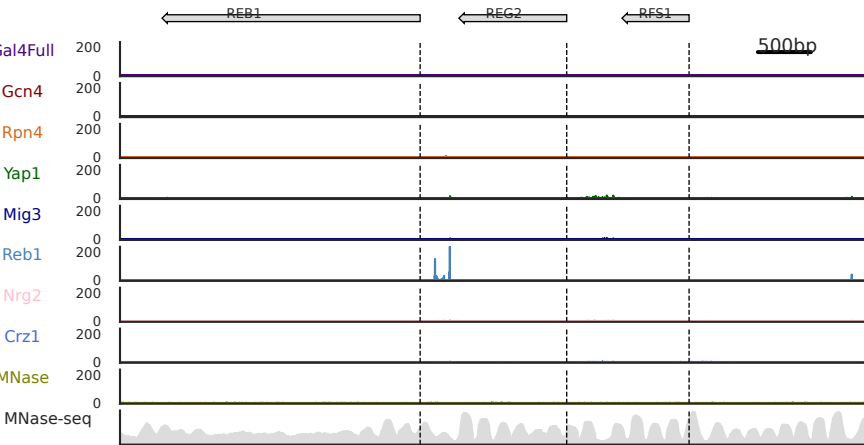 REB1 REG2 RFS1
500bp
Gal4Full 200
0
Gcn4 200
0
Rpn4 200
0
Yap1 200
0
Mig3 200
0
Reb1 200
0
Nrg2 200
0
Crz1 200
0
MNase 200
0
MNase-seq